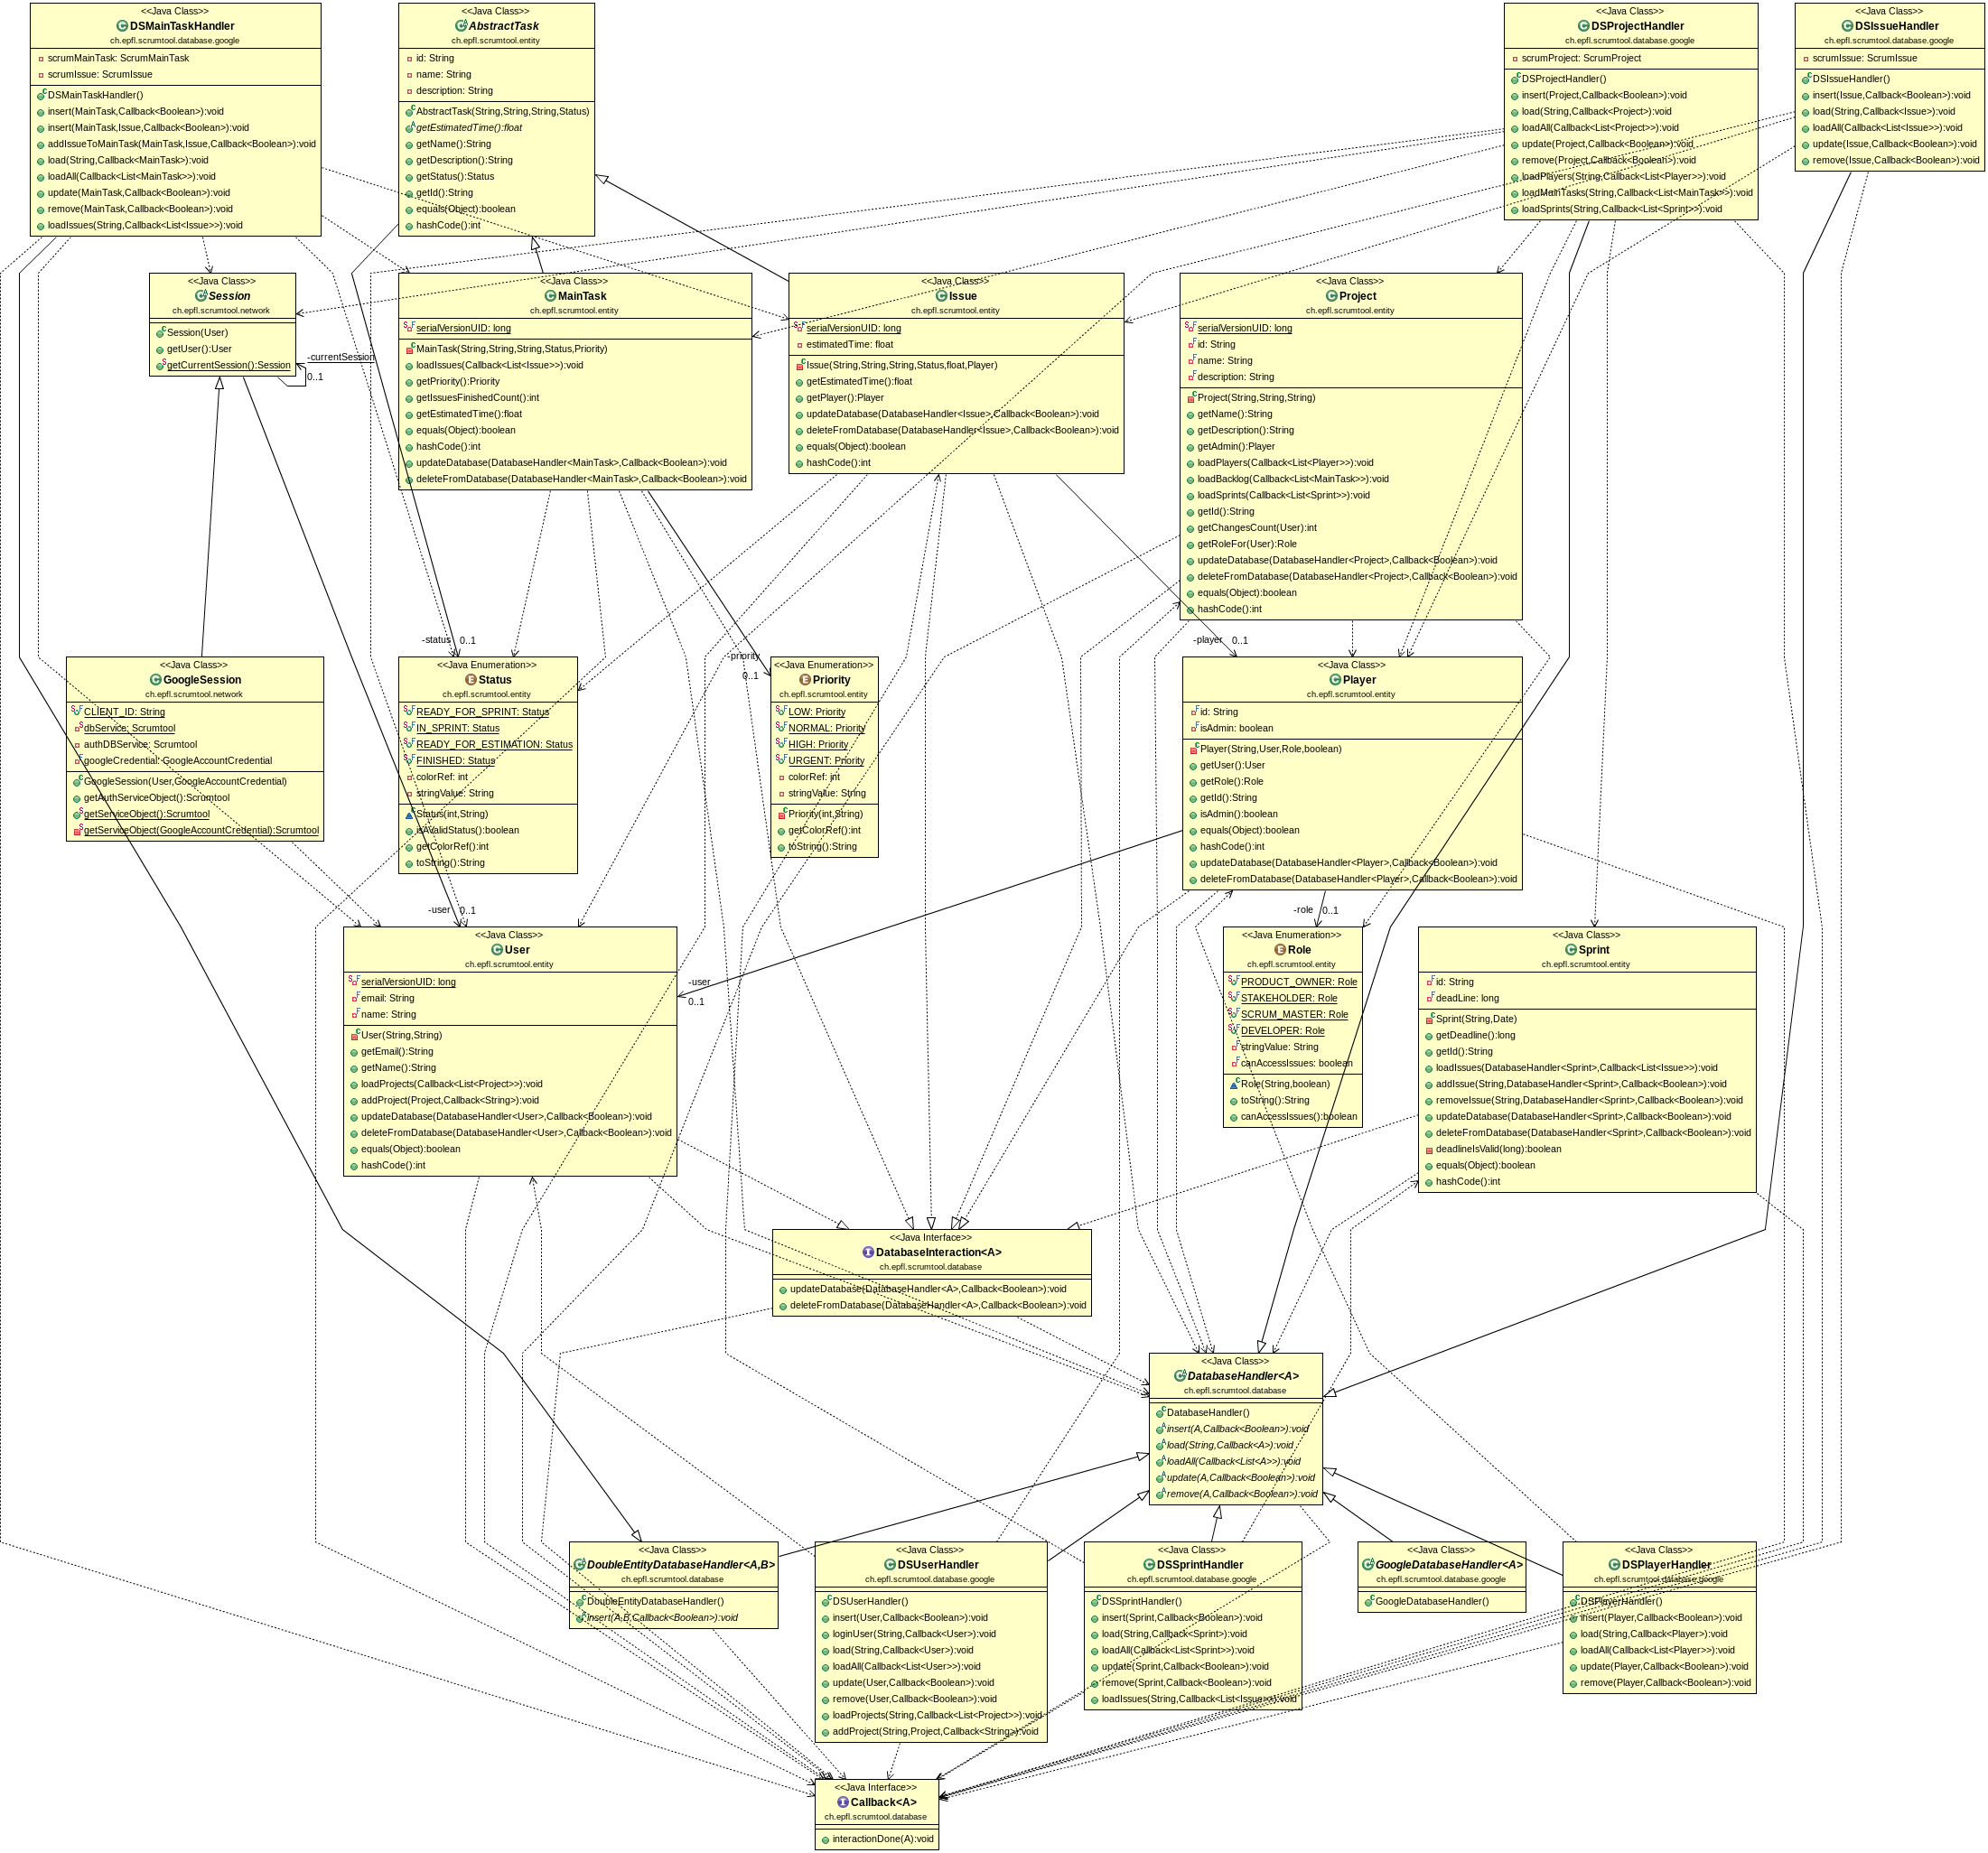 <<Java Class>>
DSMainTaskHandler
ch.epfl.scrumtool.database.google
scrumMainTask: ScrumMainTask
scrumIssue: ScrumIssue
DSMainTaskHandler()
insert(MainTask,Callback<Boolean>):void
insert(MainTask,Issue,Callback<Boolean>):void
addIssueToMainTask(MainTask,Issue,Callback<Boolean>):void
load(String,Callback<MainTask>):void
loadAll(Callback<List<MainTask>>):void
update(MainTask,Callback<Boolean>):void
remove(MainTask,Callback<Boolean>):void
loadIssues(String,Callback<List<Issue>>):void
<<Java Class>>
AbstractTask
ch.epfl.scrumtool.entity
id: String
name: String
description: String
AbstractTask(String,String,String,Status)
getEstimatedTime():float
getName():String
getDescription():String
getStatus():Status
getId():String
equals(Object):boolean
hashCode():int
<<Java Class>>
DSProjectHandler
ch.epfl.scrumtool.database.google
scrumProject: ScrumProject
DSProjectHandler()
insert(Project,Callback<Boolean>):void
load(String,Callback<Project>):void
loadAll(Callback<List<Project>>):void
update(Project,Callback<Boolean>):void
remove(Project,Callback<Boolean>):void
loadPlayers(String,Callback<List<Player>>):void
loadMainTasks(String,Callback<List<MainTask>>):void
loadSprints(String,Callback<List<Sprint>>):void
<<Java Class>>
DSIssueHandler
ch.epfl.scrumtool.database.google
scrumIssue: ScrumIssue
DSIssueHandler()
insert(Issue,Callback<Boolean>):void
load(String,Callback<Issue>):void
loadAll(Callback<List<Issue>>):void
update(Issue,Callback<Boolean>):void
remove(Issue,Callback<Boolean>):void
<<Java Class>>
Session
ch.epfl.scrumtool.network
Session(User)
getUser():User
getCurrentSession():Session
-currentSession
0..1
<<Java Class>>
MainTask
ch.epfl.scrumtool.entity
serialVersionUID: long
MainTask(String,String,String,Status,Priority)
loadIssues(Callback<List<Issue>>):void
getPriority():Priority
getIssuesFinishedCount():int
getEstimatedTime():float
equals(Object):boolean
hashCode():int
updateDatabase(DatabaseHandler<MainTask>,Callback<Boolean>):void
deleteFromDatabase(DatabaseHandler<MainTask>,Callback<Boolean>):void
<<Java Class>>
Issue
ch.epfl.scrumtool.entity
serialVersionUID: long
estimatedTime: float
Issue(String,String,String,Status,float,Player)
getEstimatedTime():float
getPlayer():Player
updateDatabase(DatabaseHandler<Issue>,Callback<Boolean>):void
deleteFromDatabase(DatabaseHandler<Issue>,Callback<Boolean>):void
equals(Object):boolean
hashCode():int
<<Java Class>>
Project
ch.epfl.scrumtool.entity
serialVersionUID: long
id: String
name: String
description: String
Project(String,String,String)
getName():String
getDescription():String
getAdmin():Player
loadPlayers(Callback<List<Player>>):void
loadBacklog(Callback<List<MainTask>>):void
loadSprints(Callback<List<Sprint>>):void
getId():String
getChangesCount(User):int
getRoleFor(User):Role
updateDatabase(DatabaseHandler<Project>,Callback<Boolean>):void
deleteFromDatabase(DatabaseHandler<Project>,Callback<Boolean>):void
equals(Object):boolean
hashCode():int
-status 0..1
-priority
0..1
-player 0..1
<<Java Class>>
GoogleSession
ch.epfl.scrumtool.network
CLIENT_ID: String
dbService: Scrumtool
authDBService: Scrumtool
googleCredential: GoogleAccountCredential
GoogleSession(User,GoogleAccountCredential)
getAuthServiceObject():Scrumtool
getServiceObject():Scrumtool
getServiceObject(GoogleAccountCredential):Scrumtool
<<Java Enumeration>>
Status
ch.epfl.scrumtool.entity
READY_FOR_SPRINT: Status
IN_SPRINT: Status
READY_FOR_ESTIMATION: Status
FINISHED: Status
colorRef: int
stringValue: String
Status(int,String)
isAValidStatus():boolean
getColorRef():int
toString():String
<<Java Enumeration>>
Priority
ch.epfl.scrumtool.entity
LOW: Priority
NORMAL: Priority
HIGH: Priority
URGENT: Priority
colorRef: int
stringValue: String
Priority(int,String)
getColorRef():int
toString():String
<<Java Class>>
Player
ch.epfl.scrumtool.entity
id: String
isAdmin: boolean
Player(String,User,Role,boolean)
getUser():User
getRole():Role
getId():String
isAdmin():boolean
equals(Object):boolean
hashCode():int
updateDatabase(DatabaseHandler<Player>,Callback<Boolean>):void
deleteFromDatabase(DatabaseHandler<Player>,Callback<Boolean>):void
-user 0..1
-role 0..1
-user
0..1
<<Java Class>>
User
ch.epfl.scrumtool.entity
serialVersionUID: long
email: String
name: String
User(String,String)
getEmail():String
getName():String
loadProjects(Callback<List<Project>>):void
addProject(Project,Callback<String>):void
updateDatabase(DatabaseHandler<User>,Callback<Boolean>):void
deleteFromDatabase(DatabaseHandler<User>,Callback<Boolean>):void
equals(Object):boolean
hashCode():int
<<Java Enumeration>>
Role
ch.epfl.scrumtool.entity
PRODUCT_OWNER: Role
STAKEHOLDER: Role
SCRUM_MASTER: Role
DEVELOPER: Role
stringValue: String
canAccessIssues: boolean
Role(String,boolean)
toString():String
canAccessIssues():boolean
<<Java Class>>
Sprint
ch.epfl.scrumtool.entity
id: String
deadLine: long
Sprint(String,Date)
getDeadline():long
getId():String
loadIssues(DatabaseHandler<Sprint>,Callback<List<Issue>>):void
addIssue(String,DatabaseHandler<Sprint>,Callback<Boolean>):void
removeIssue(String,DatabaseHandler<Sprint>,Callback<Boolean>):void
updateDatabase(DatabaseHandler<Sprint>,Callback<Boolean>):void
deleteFromDatabase(DatabaseHandler<Sprint>,Callback<Boolean>):void
deadlineIsValid(long):boolean
equals(Object):boolean
hashCode():int
<<Java Interface>>
DatabaseInteraction<A>
ch.epfl.scrumtool.database
updateDatabase(DatabaseHandler<A>,Callback<Boolean>):void
deleteFromDatabase(DatabaseHandler<A>,Callback<Boolean>):void
<<Java Class>>
DatabaseHandler<A>
ch.epfl.scrumtool.database
DatabaseHandler()
insert(A,Callback<Boolean>):void
load(String,Callback<A>):void
loadAll(Callback<List<A>>):void
update(A,Callback<Boolean>):void
remove(A,Callback<Boolean>):void
<<Java Class>>
DoubleEntityDatabaseHandler<A,B>
ch.epfl.scrumtool.database
DoubleEntityDatabaseHandler()
insert(A,B,Callback<Boolean>):void
<<Java Class>>
DSUserHandler
ch.epfl.scrumtool.database.google
DSUserHandler()
insert(User,Callback<Boolean>):void
loginUser(String,Callback<User>):void
load(String,Callback<User>):void
loadAll(Callback<List<User>>):void
update(User,Callback<Boolean>):void
remove(User,Callback<Boolean>):void
loadProjects(String,Callback<List<Project>>):void
addProject(String,Project,Callback<String>):void
<<Java Class>>
DSSprintHandler
ch.epfl.scrumtool.database.google
DSSprintHandler()
insert(Sprint,Callback<Boolean>):void
load(String,Callback<Sprint>):void
loadAll(Callback<List<Sprint>>):void
update(Sprint,Callback<Boolean>):void
remove(Sprint,Callback<Boolean>):void
loadIssues(String,Callback<List<Issue>>):void
<<Java Class>>
GoogleDatabaseHandler<A>
ch.epfl.scrumtool.database.google
GoogleDatabaseHandler()
<<Java Class>>
DSPlayerHandler
ch.epfl.scrumtool.database.google
DSPlayerHandler()
insert(Player,Callback<Boolean>):void
load(String,Callback<Player>):void
loadAll(Callback<List<Player>>):void
update(Player,Callback<Boolean>):void
remove(Player,Callback<Boolean>):void
<<Java Interface>>
Callback<A>
ch.epfl.scrumtool.database
interactionDone(A):void